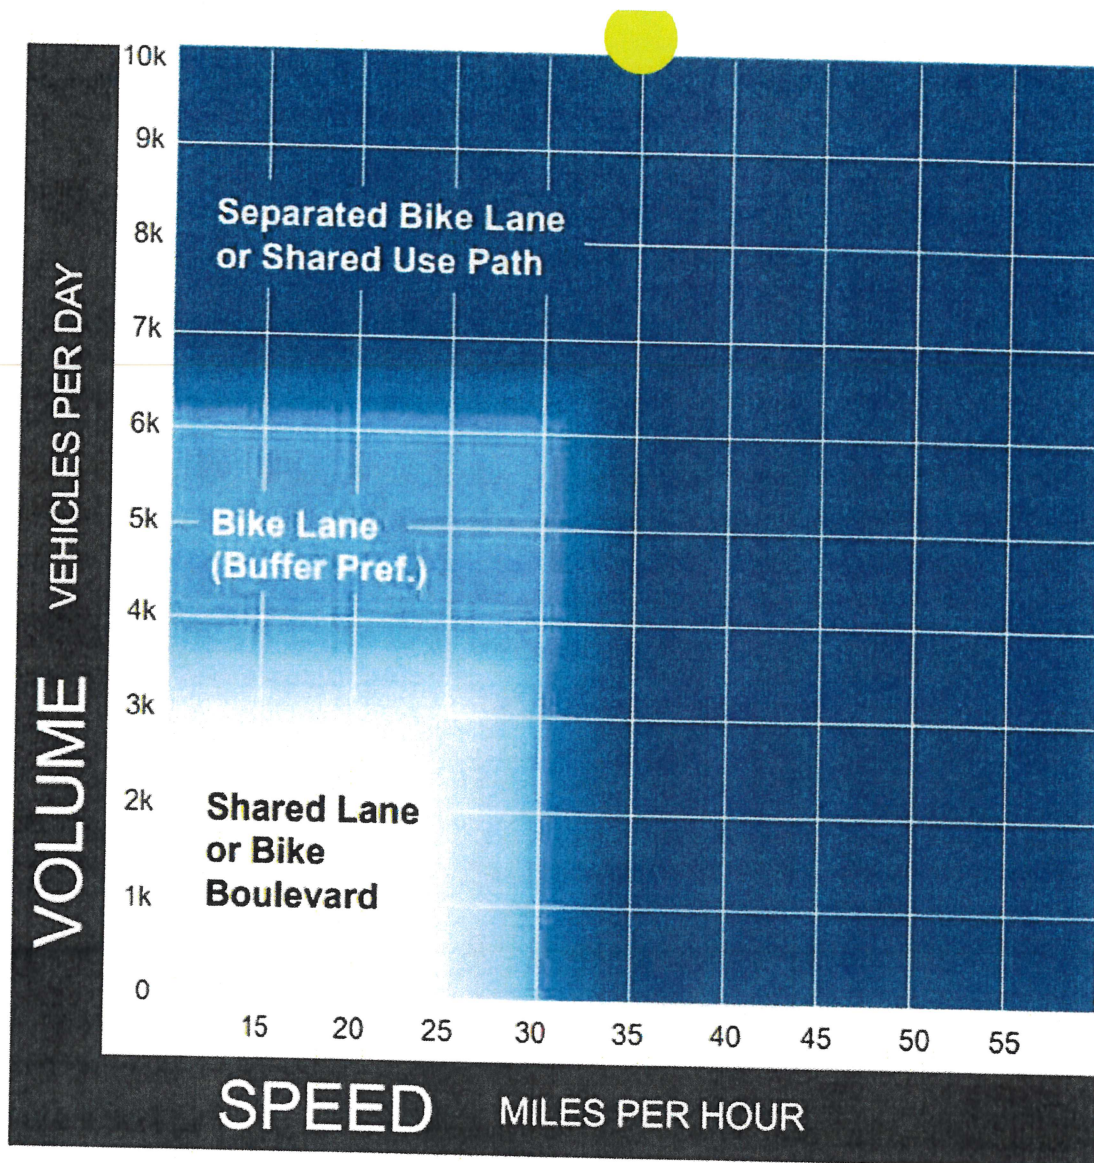 10k
9k
8k
7k
6k
5k
4k
3k
2k
1k
0
VOLUME VEHICLES PER DAY
Separated Bike Lane
or Shared Use Path
Bike Lane
(Buffer Pref.)
Shared Lane
or Bike
Boulevard
15 20 25 30 35 40 45 50 55
SPEED MILES PER HOUR